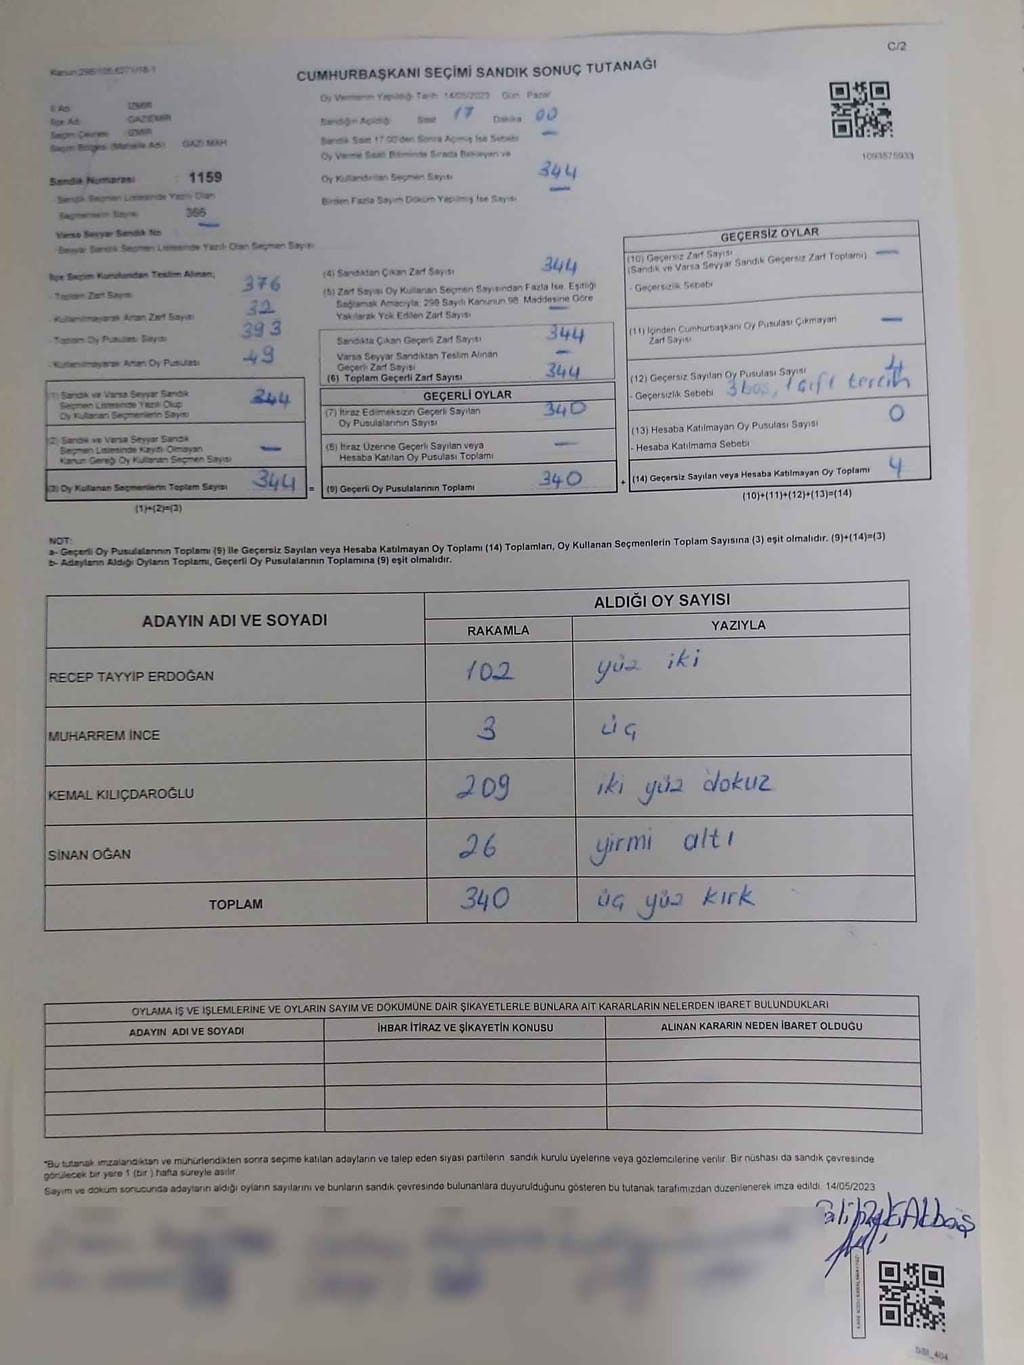 C/2
CUMHURBAŞKANI SEÇİMİ SANDIK SONUÇ TUTANAĞI
Oy Vermenin Yapıldığı Tarih: 14/05/2023 Gün: Pazar
İl Adı : İZMİR
İlçe Adı : GAZİEMİR
Seçim Çevresi : İZMİR
Seçim Bölgesi (Mahalle Adı) : GAZİ MAH
Sandığın Açıldığı Saat 17 Dakika 00
Sandık Saat 17:00'den Sonra Açılmış İse Sebebi —
Oy Verme Saati Bitiminde Sırada Bekleyen ve
Oy Kullandırılan Seçmen Sayısı 344
Birden Fazla Sayım Döküm Yapılmış İse Sayısı —
1093875933
Sandık Numarası : 1159
- Sandık Seçmen Listesinde Yazılı Olan
Seçmenlerin Sayısı 366
Varsa Seyyar Sandık No —
Seyyar Sandık Seçmen Listesinde Yazılı Olan Seçmen Sayısı
İlçe Seçim Kurulundan Teslim Alınan;
- Toplam Zarf Sayısı 376
- Kullanılmayarak Artan Zarf Sayısı 32
- Toplam Oy Pusulası Sayısı 393
- Kullanılmayarak Artan Oy Pusulası 49
(1) Sandık ve Varsa Seyyar Sandık
Seçmen Listesinde Yazılı Olup
Oy Kullanan Seçmenlerin Sayısı 344
(2) Sandık ve Varsa Seyyar Sandık
Seçmen Listesinde Kayıtlı Olmayan
Kanun Gereği Oy Kullanan Seçmen Sayısı —
(3) Oy Kullanan Seçmenlerin Toplam Sayısı 344 =
(1)+(2)=(3)
(4) Sandıktan Çıkan Zarf Sayısı 344
(5) Zarf Sayısı Oy Kullanan Seçmen Sayısından Fazla İse, Eşitliği
Sağlamak Amacıyla, 298 Sayılı Kanunun 98. Maddesine Göre
Yakılarak Yok Edilen Zarf Sayısı —
Sandıkta Çıkan Geçerli Zarf Sayısı 344
Varsa Seyyar Sandıktan Teslim Alınan
Geçerli Zarf Sayısı —
(6) Toplam Geçerli Zarf Sayısı 344
GEÇERLİ OYLAR
(7) İtiraz Edilmeksizin Geçerli Sayılan
Oy Pusulalarının Sayısı 340
(8) İtiraz Üzerine Geçerli Sayılan veya
Hesaba Katılan Oy Pusulası Toplamı —
(9) Geçerli Oy Pusulalarının Toplamı 340 +
GEÇERSİZ OYLAR
(10) Geçersiz Zarf Sayısı
(Sandık ve Varsa Seyyar Sandık Geçersiz Zarf Toplamı) —
- Geçersizlik Sebebi
(11) İçinden Cumhurbaşkanı Oy Pusulası Çıkmayan
Zarf Sayısı —
(12) Geçersiz Sayılan Oy Pusulası Sayısı 4
- Geçersizlik Sebebi 3 boş, 1 çift tercih
(13) Hesaba Katılmayan Oy Pusulası Sayısı 0
- Hesaba Katılmama Sebebi
(14) Geçersiz Sayılan veya Hesaba Katılmayan Oy Toplamı 4
(10)+(11)+(12)+(13)=(14)
NOT:
a- Geçerli Oy Pusulalarının Toplamı (9) İle Geçersiz Sayılan veya Hesaba Katılmayan Oy Toplamı (14) Toplamları, Oy Kullanan Seçmenlerin Toplam Sayısına (3) eşit olmalıdır. (9)+(14)=(3)
b- Adayların Aldığı Oyların Toplamı, Geçerli Oy Pusulalarının Toplamına (9) eşit olmalıdır.
ADAYIN ADI VE SOYADI ALDIĞI OY SAYISI
RAKAMLA YAZIYLA
RECEP TAYYİP ERDOĞAN 102 yüz iki
MUHARREM İNCE 3 üç
KEMAL KILIÇDAROĞLU 209 iki yüz dokuz
SİNAN OĞAN 26 yirmi altı
TOPLAM 340 üç yüz kırk
OYLAMA İŞ VE İŞLEMLERİNE VE OYLARIN SAYIM VE DÖKÜMÜNE DAİR ŞİKAYETLERLE BUNLARA AİT KARARLARIN NELERDEN İBARET BULUNDUKLARI
ADAYIN ADI VE SOYADI İHBAR İTİRAZ VE ŞİKAYETİN KONUSU ALINAN KARARIN NEDEN İBARET OLDUĞU
*Bu tutanak imzalandıktan ve mühürlendikten sonra seçime katılan adayların ve talep eden siyasi partilerin sandık kurulu üyelerine veya gözlemcilerine verilir. Bir nüshası da sandık çevresinde
görülecek bir yere 1 (bir ) hafta süreyle asılır.
Sayım ve döküm sonucunda adayların aldığı oyların sayılarını ve bunların sandık çevresinde bulunanlara duyurulduğunu gösteren bu tutanak tarafımızdan düzenlenerek imza edildi. 14/05/2023
Akbaş